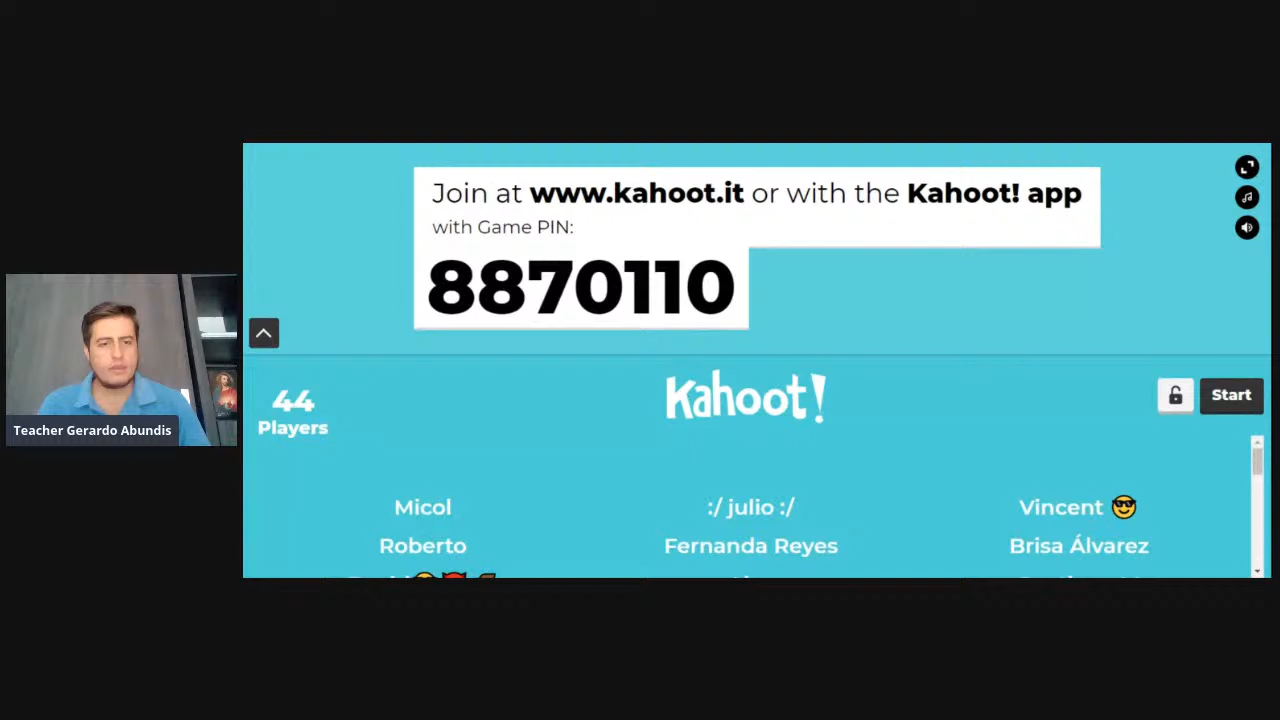 Join at www.kahoot.it or with the Kahoot! app
with Game PIN:
8870110
44
Players
Kahoot!
Start
Micol
:/ julio :/
Vincent 😎
Roberto
Fernanda Reyes
Brisa Álvarez
Teacher Gerardo Abundis